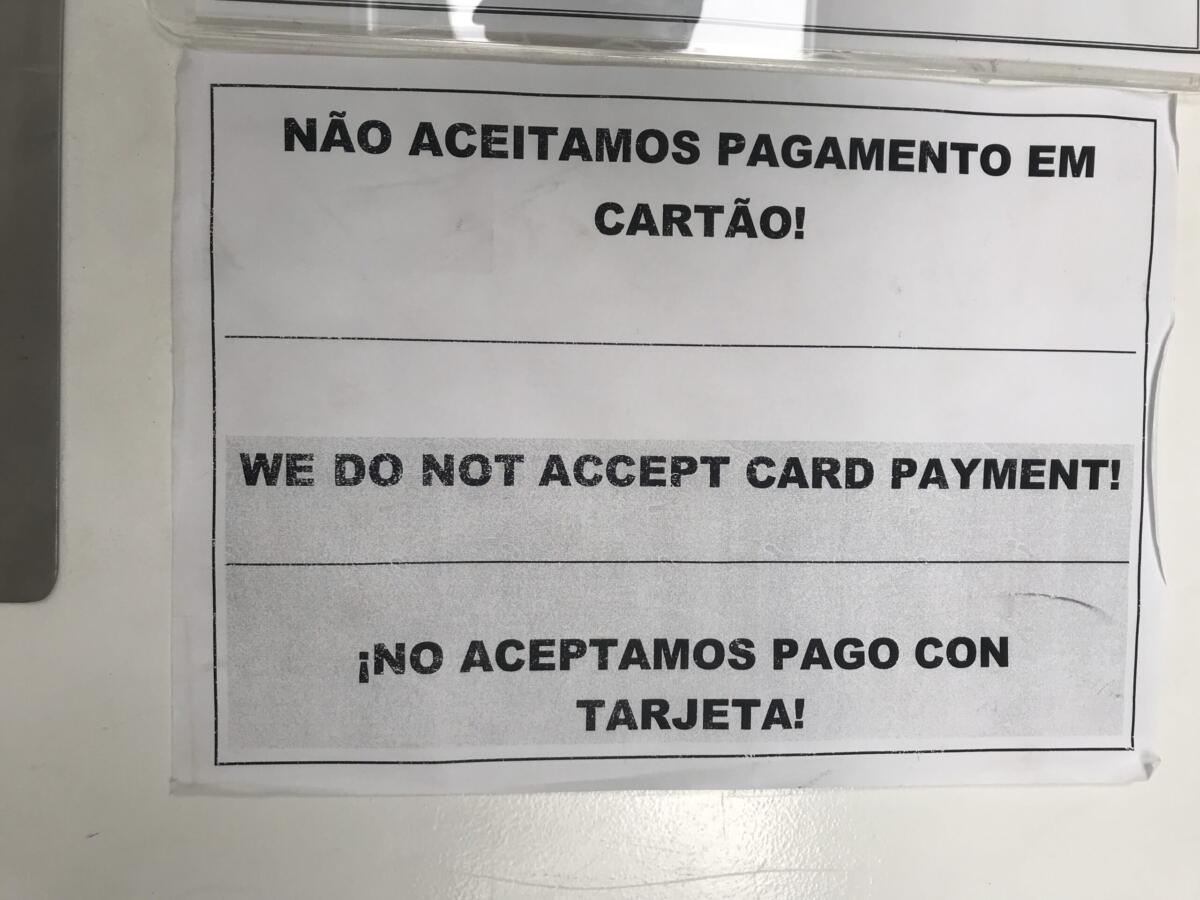 NÃO ACEITAMOS PAGAMENTO EM
CARTÃO!
WE DO NOT ACCEPT CARD PAYMENT!
¡NO ACEPTAMOS PAGO CON
TARJETA!